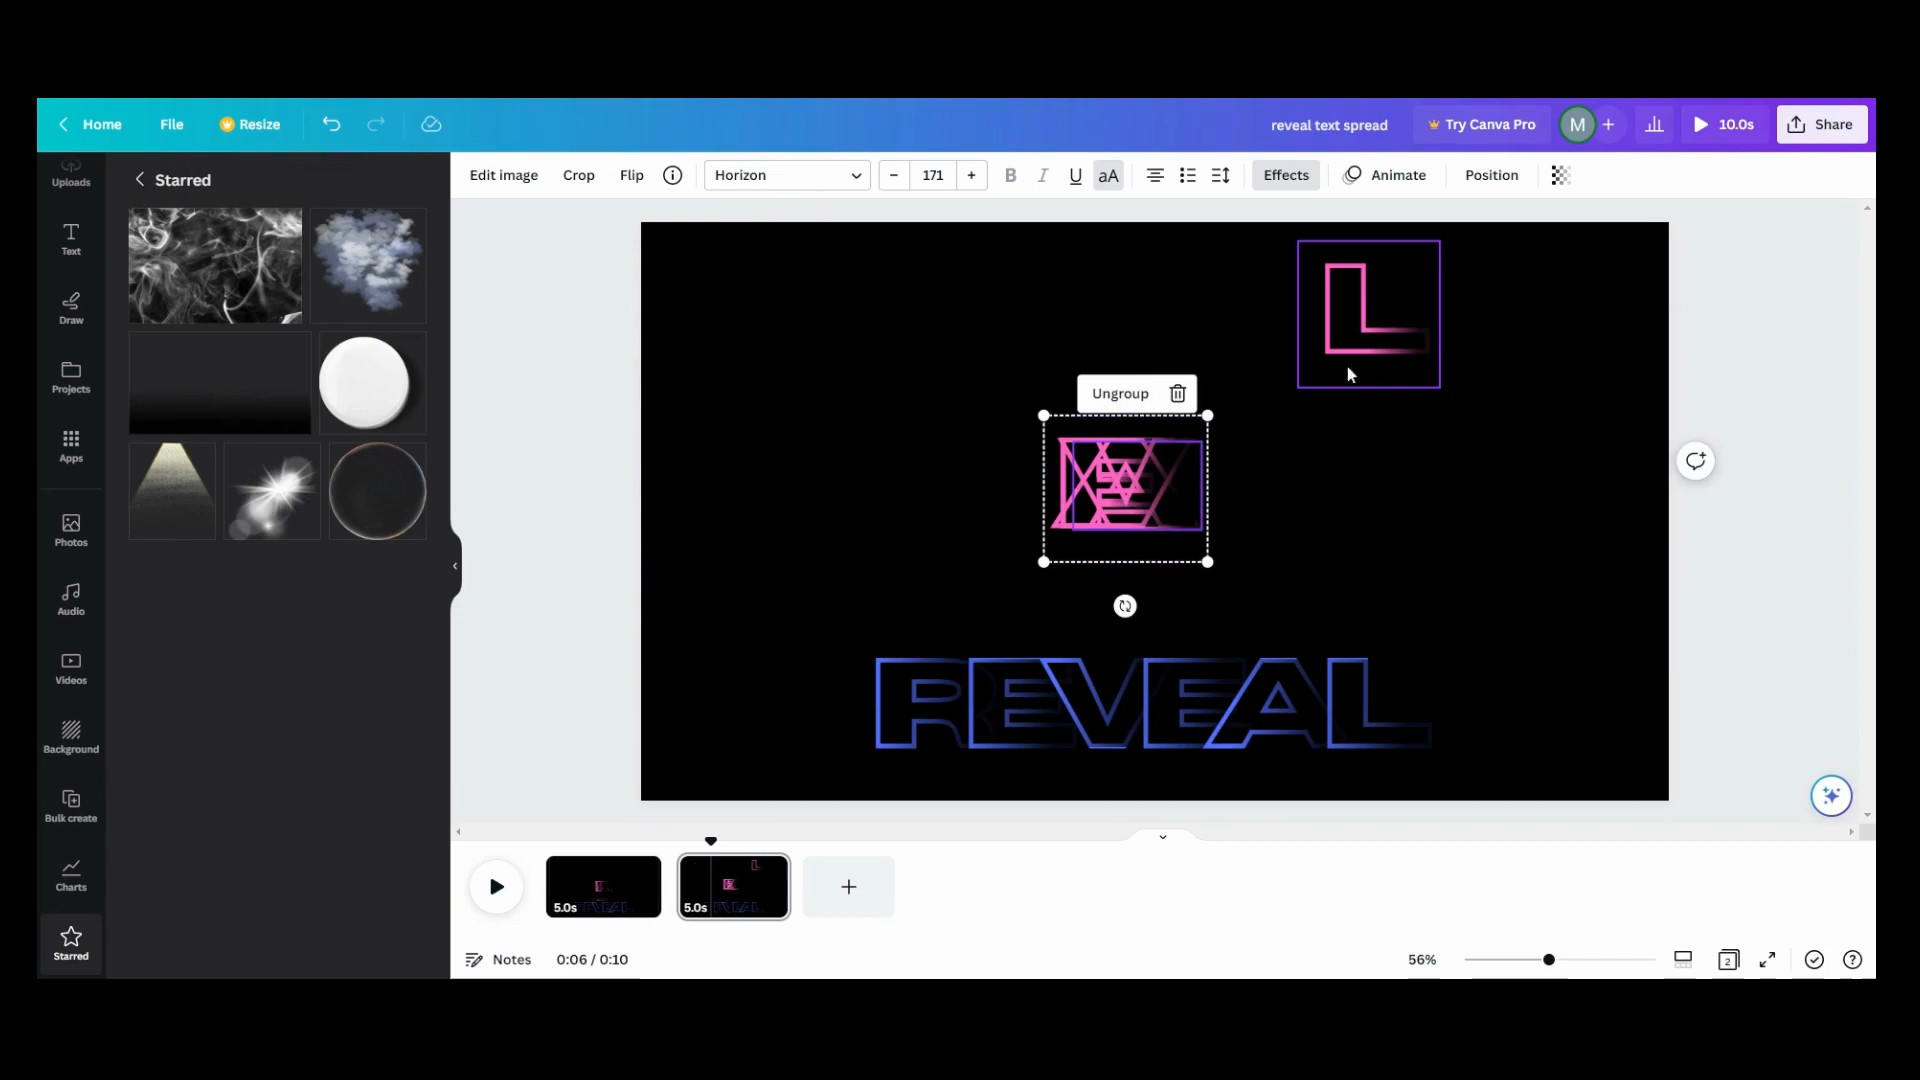 Home File Resize reveal text spread Try Canva Pro M + 10.0s Share
Edit image Crop Flip Horizon − 171 + B I U aA Effects Animate Position
Uploads
Text
Draw
Projects
Apps
Photos
Audio
Videos
Background
Bulk create
Charts
Starred
Starred
L
Ungroup
REVEAL
5.0s 5.0s +
Notes 0:06 / 0:10 56% 2 ?